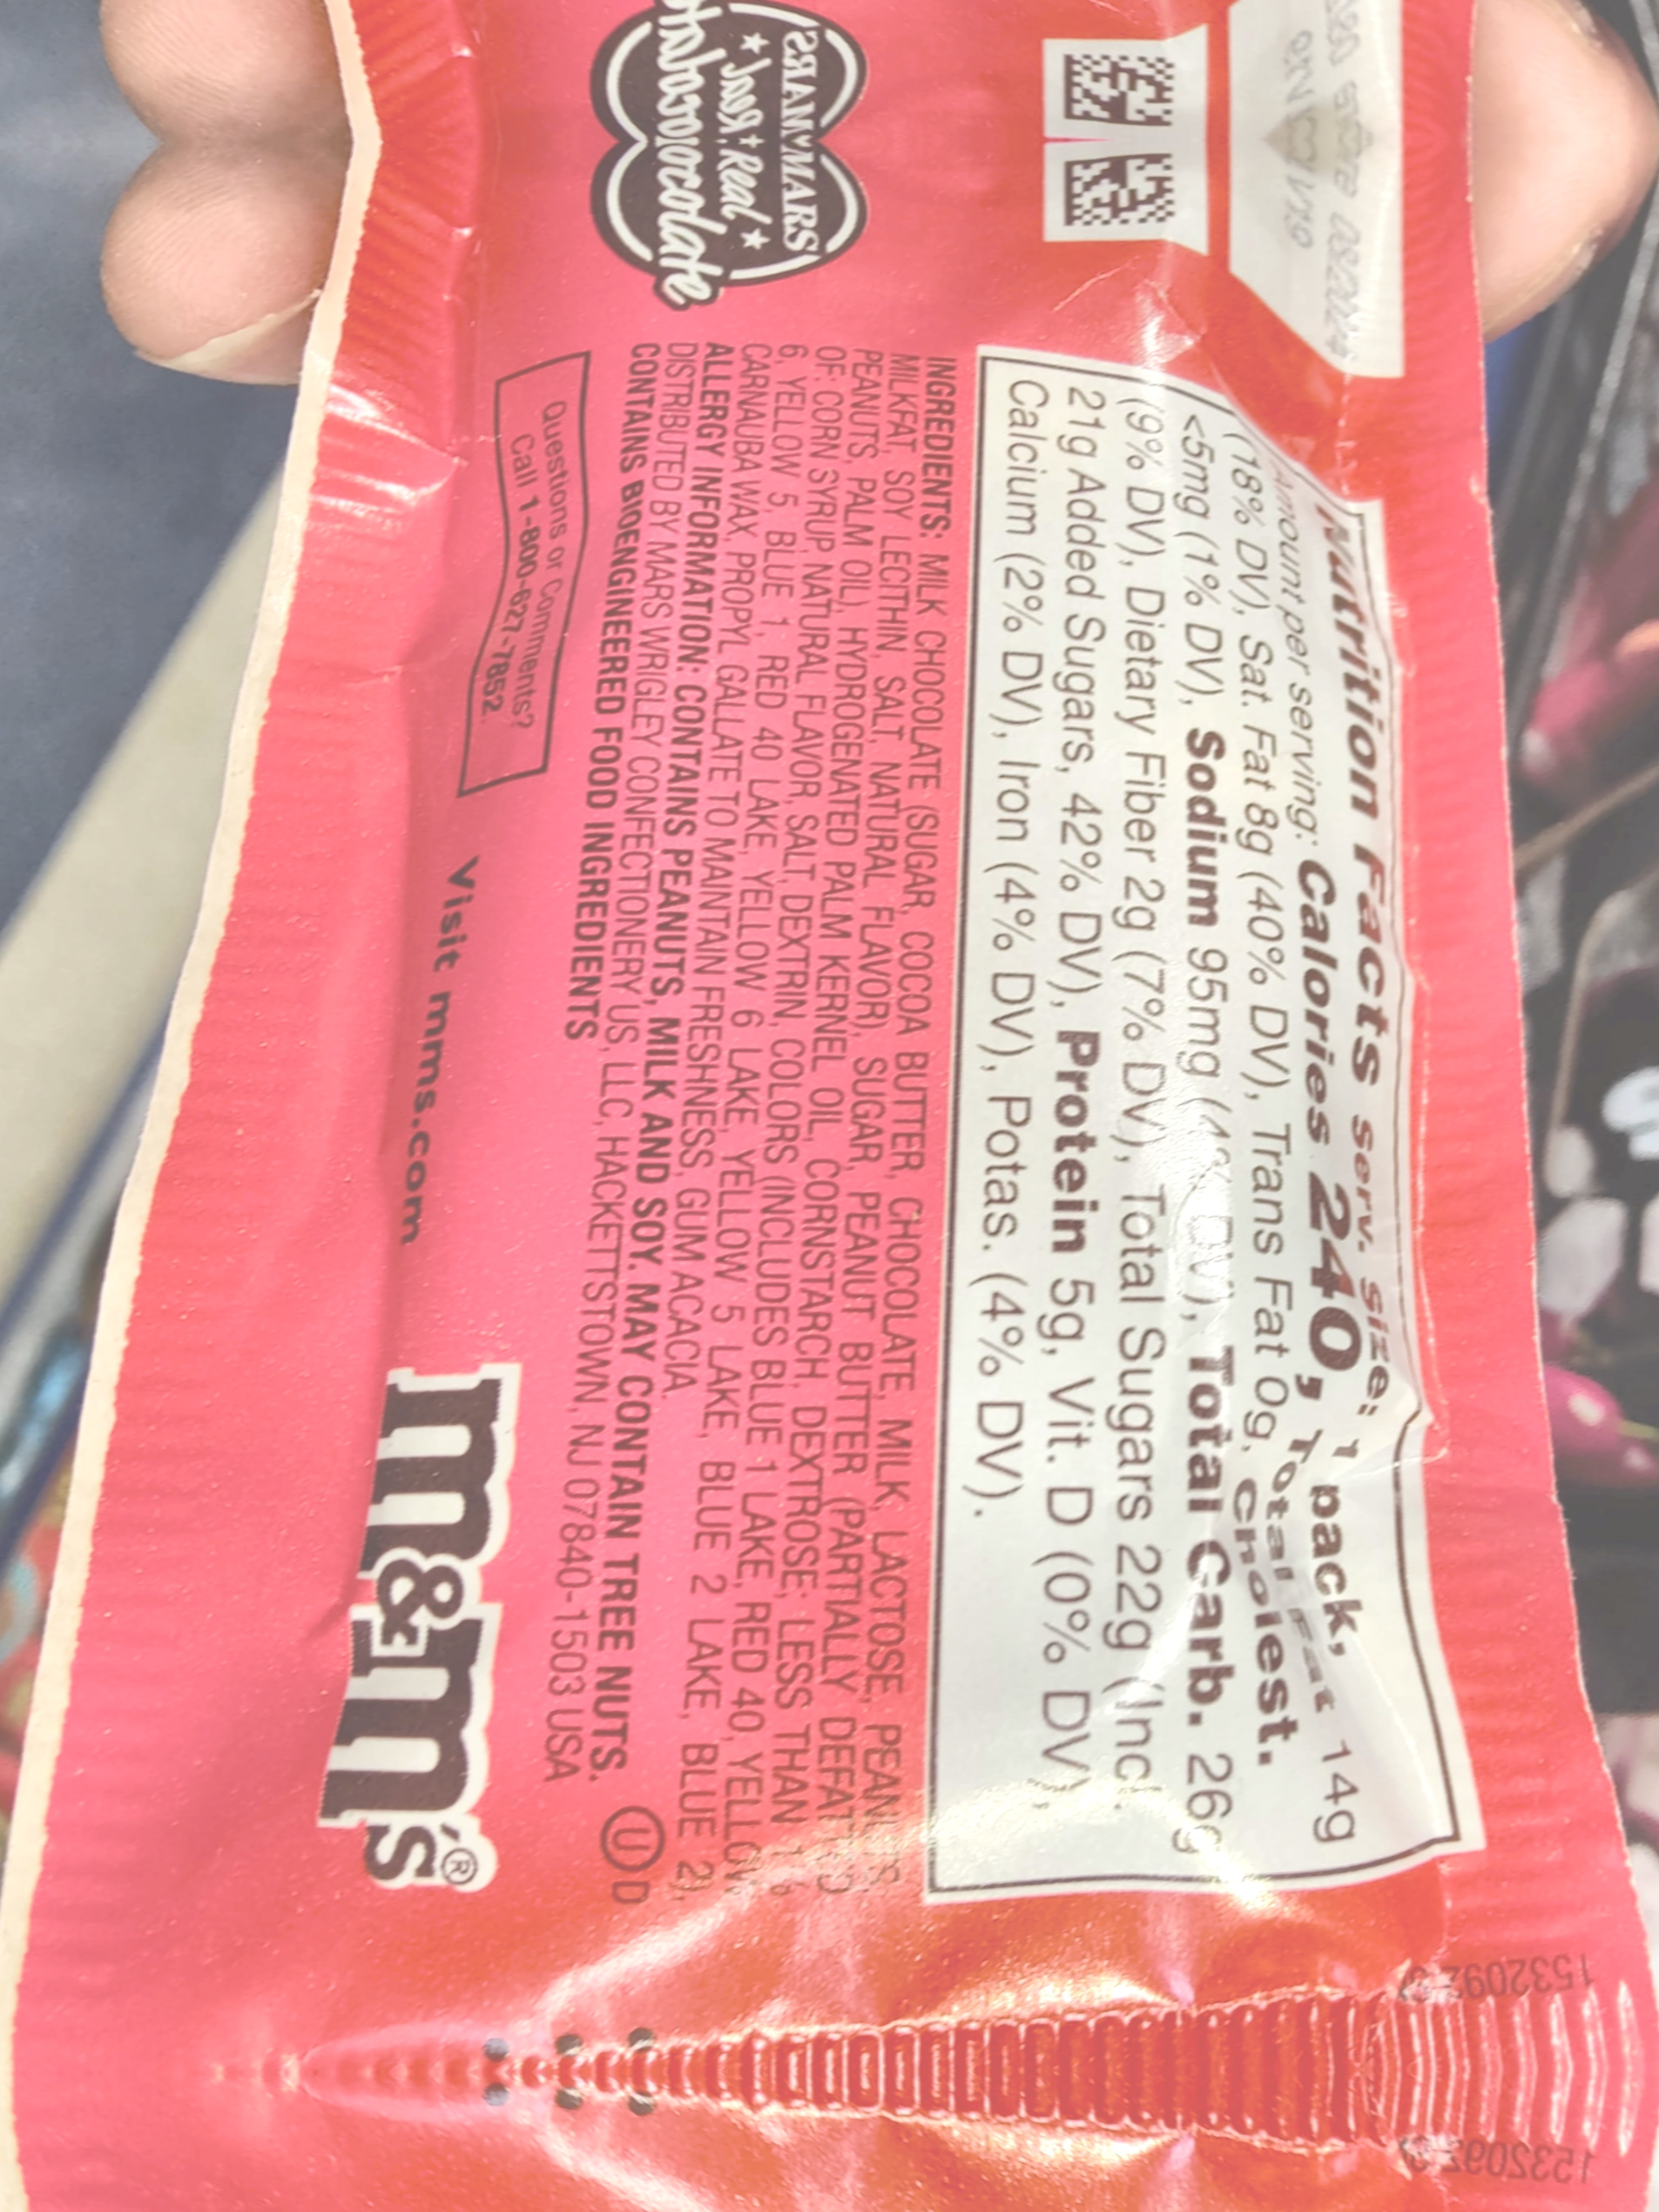 MARS
Real
Chocolate
Nutrition Facts Serv. size: 1 pack,
Amount per serving: Calories 240, Total Fat 14g
(18% DV), Sat. Fat 8g (40% DV), Trans Fat 0g, Cholest.
<5mg (1% DV), Sodium 95mg (4% DV), Total Carb. 26g
(9% DV), Dietary Fiber 2g (7% DV), Total Sugars 22g (Incl.
21g Added Sugars, 42% DV), Protein 5g, Vit. D (0% DV),
Calcium (2% DV), Iron (4% DV), Potas. (4% DV).
INGREDIENTS: MILK CHOCOLATE (SUGAR, COCOA BUTTER, CHOCOLATE, MILK, LACTOSE, PEANUTS,
MILKFAT, SOY LECITHIN, SALT, NATURAL FLAVOR), SUGAR, PEANUT BUTTER (PARTIALLY DEFATTED
PEANUTS, PALM OIL), HYDROGENATED PALM KERNEL OIL, CORNSTARCH, DEXTROSE; LESS THAN 1%
OF: CORN SYRUP, NATURAL FLAVOR, SALT, DEXTRIN, COLORS (INCLUDES BLUE 1 LAKE, RED 40, YELLOW
6, YELLOW 5, BLUE 1, RED 40 LAKE, YELLOW 6 LAKE, YELLOW 5 LAKE, BLUE 2 LAKE, BLUE 2),
CARNAUBA WAX, PROPYL GALLATE TO MAINTAIN FRESHNESS, GUM ACACIA.
ALLERGY INFORMATION: CONTAINS PEANUTS, MILK AND SOY. MAY CONTAIN TREE NUTS.
DISTRIBUTED BY MARS WRIGLEY CONFECTIONERY US, LLC, HACKETTSTOWN, NJ 07840-1503 USA
CONTAINS BIOENGINEERED FOOD INGREDIENTS
U D
Questions or Comments?
Call 1-800-627-7852.
Visit mms.com
m&m's®